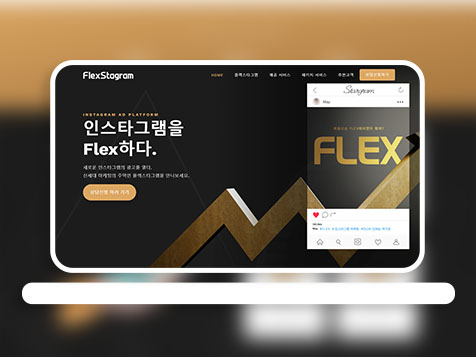 FlexStagram
HOME 플렉스타그램 제공 서비스 패키지 서비스 추천고객 상담신청하기
INSTAGRAM AD PLATFORM
인스타그램을
Flex하다.
새로운 인스타그램의 광고를 열다,
신세대 마케팅의 주역인 플렉스타그램을 만나보세요.
상담신청 하러 가기
Stargram
FLEX